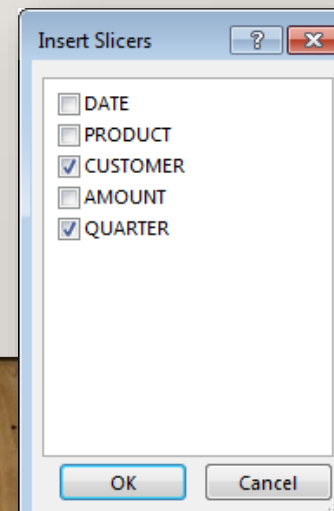 Insert Slicers
DATE
PRODUCT
CUSTOMER
AMOUNT
QUARTER
OK Cancel